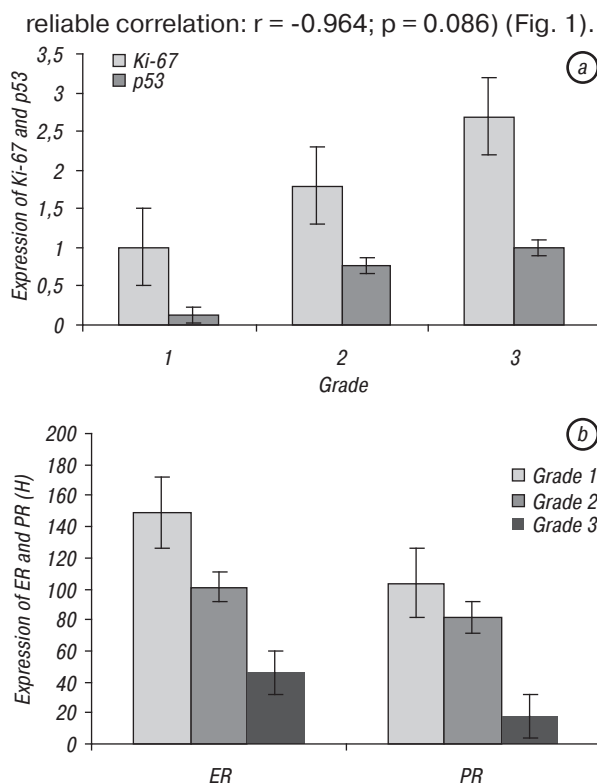 reliable correlation: r = -0.964; p = 0.086) (Fig. 1).
3,5
3
2,5
2
1,5
1
0,5
0
Expression of Ki-67 and p53
Ki-67
p53
a
1 2 3
Grade
200
180
160
140
120
100
80
60
40
20
0
Expression of ER and PR (H)
b
Grade 1
Grade 2
Grade 3
ER PR